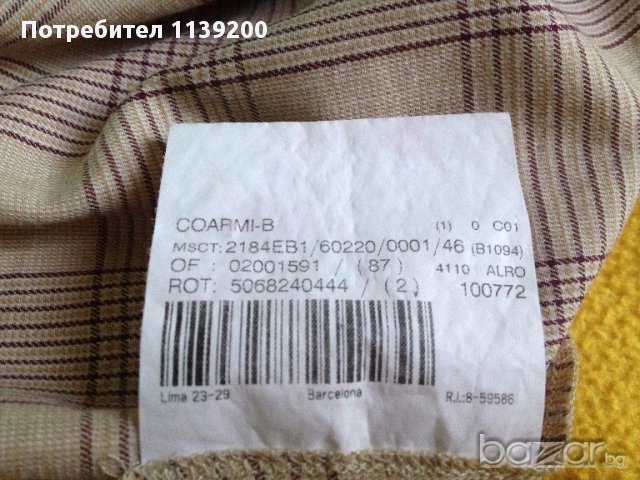 Потребител 1139200
COARMI-B (1) 0 C01
MSCT: 2184EB1/60220/0001/46 (B1094)
OF : 02001591 / (87) 4110 ALRO
ROT: 5068240444 / (2) 100772
Lima 23-29 Barcelona R.I.:8-59586
bazar.bg